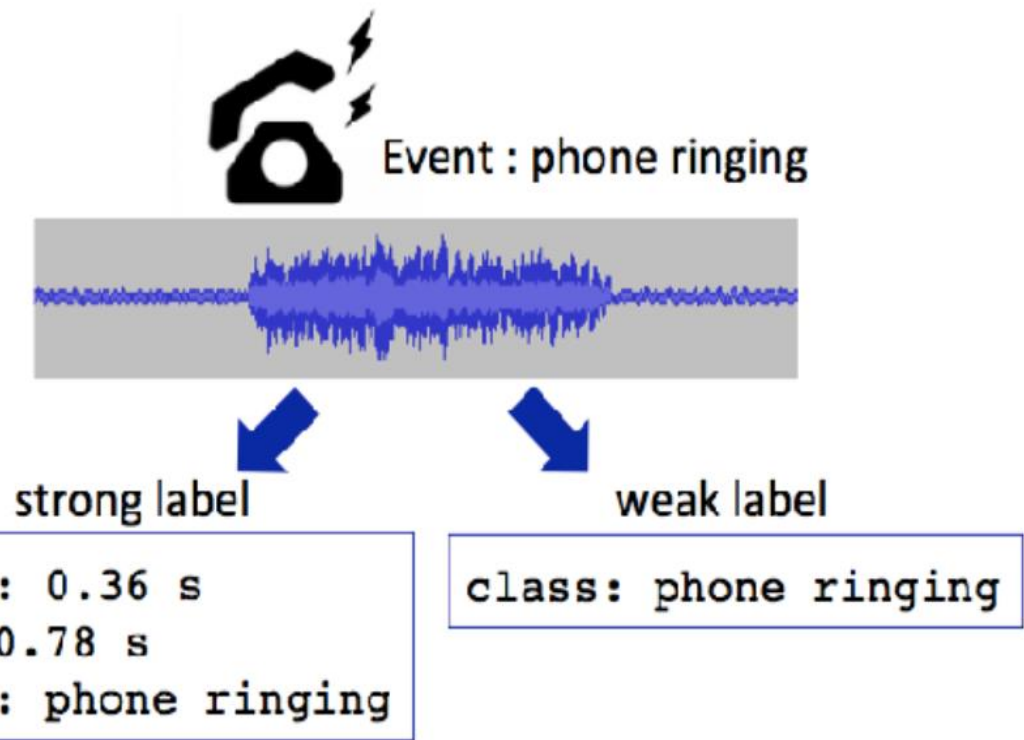 Event : phone ringing
strong label
weak label
: 0.36 s
0.78 s
: phone ringing
class: phone ringing